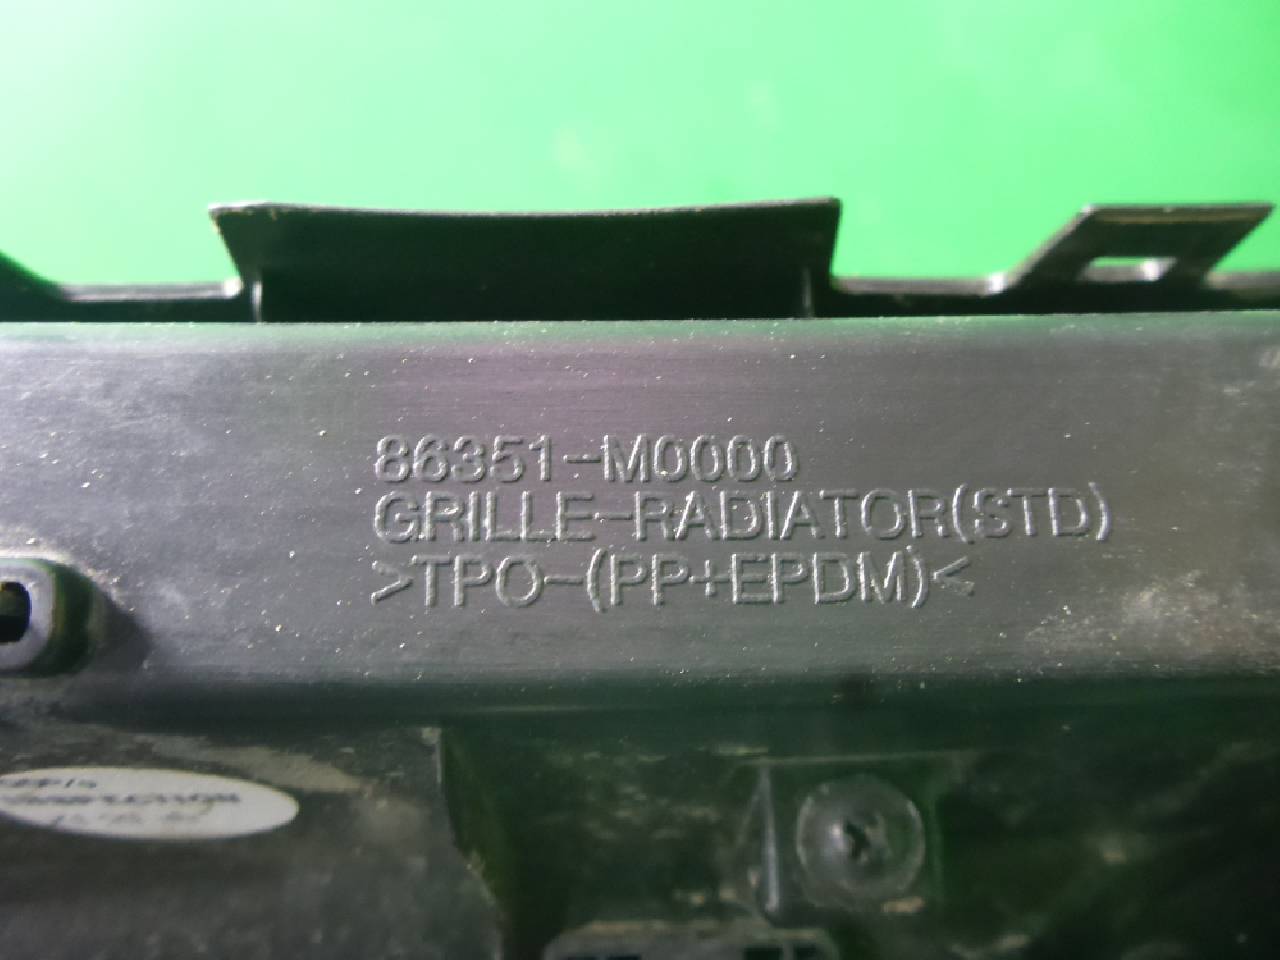 86351-M0000
GRILLE-RADIATOR(STD)
>TPO-(PP+EPDM)<